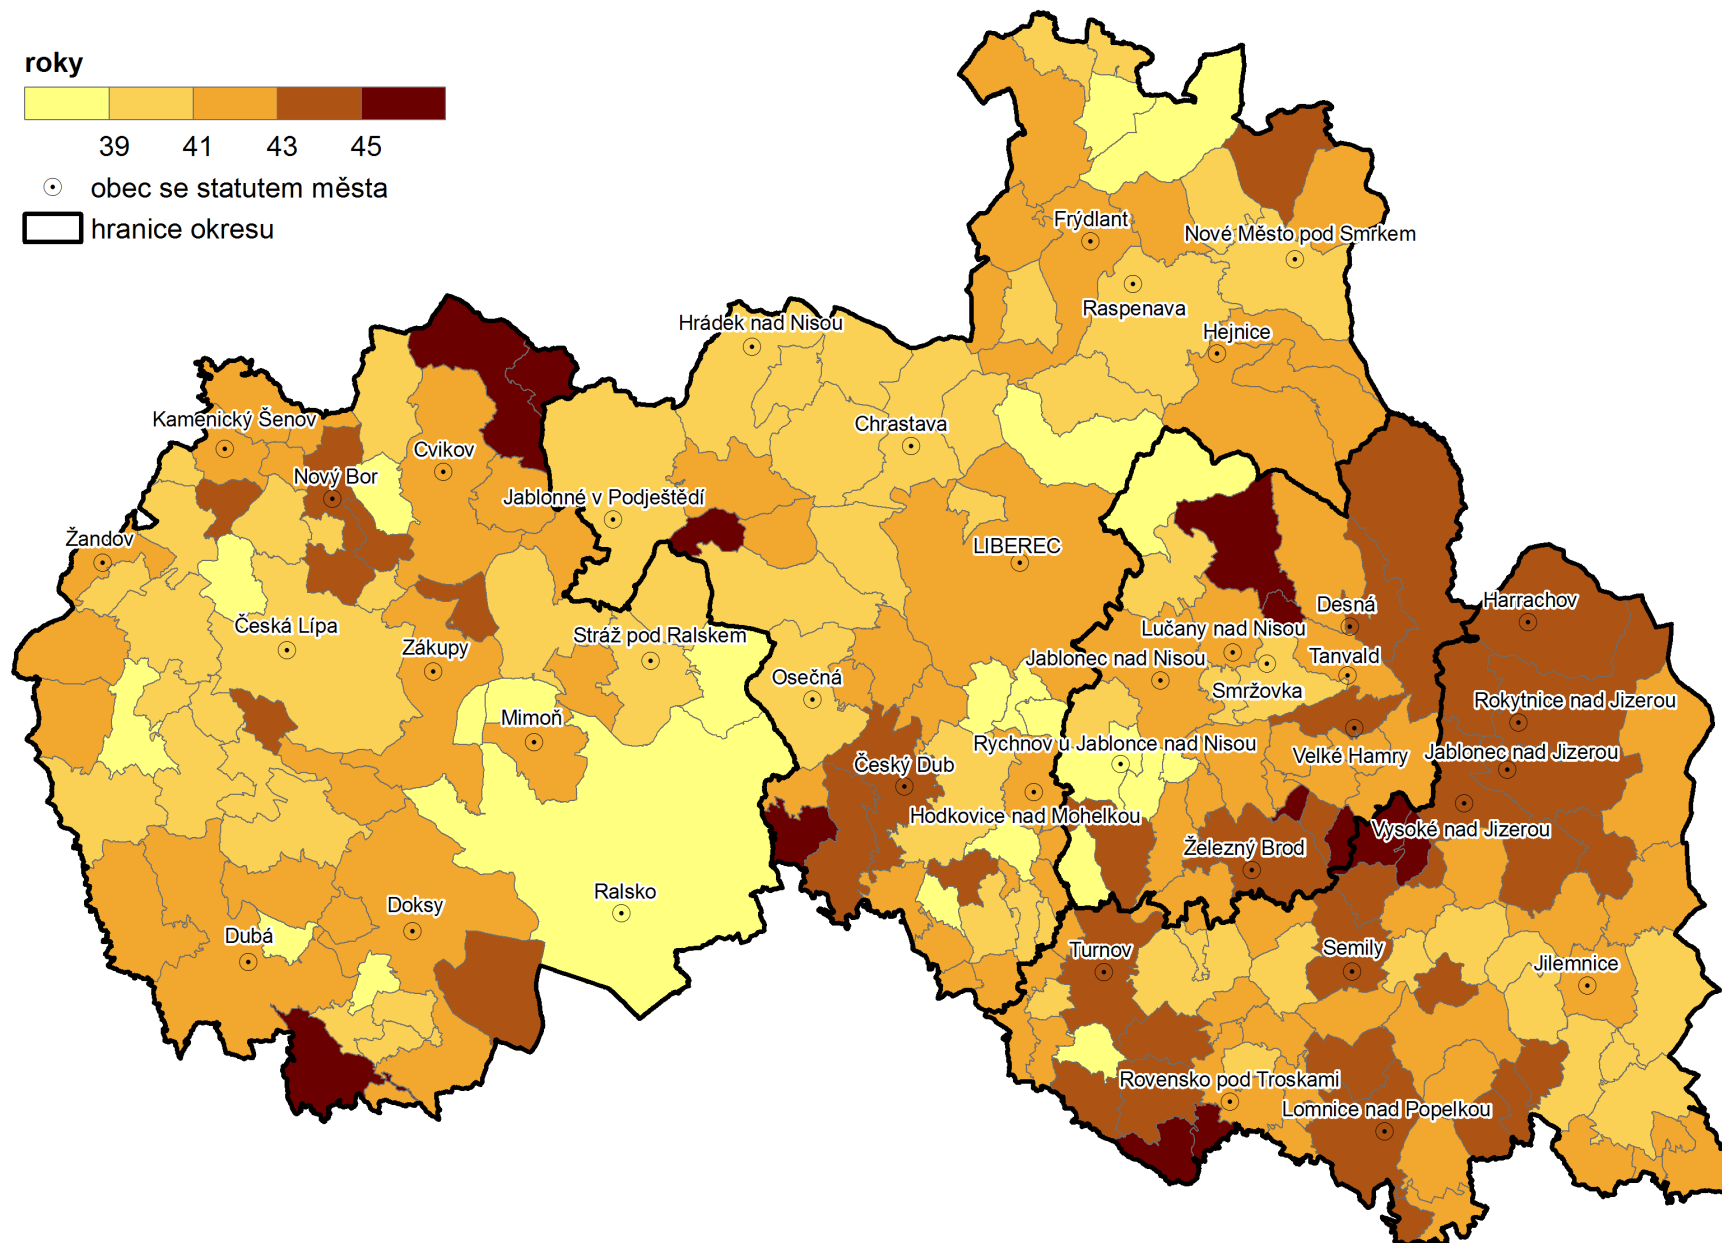 roky
39 41 43 45
obec se statutem města
hranice okresu
Frýdlant
Nové Město pod Smrkem
Raspenava
Hrádek nad Nisou
Hejnice
Kamenický Šenov
Chrastava
Cvikov
Nový Bor
Jablonné v Podještědí
Žandov
LIBEREC
Harrachov
Desná
Česká Lípa
Lučany nad Nisou
Stráž pod Ralskem
Zákupy
Jablonec nad Nisou
Tanvald
Osečná
Smržovka
Rokytnice nad Jizerou
Mimoň
Rychnov u Jablonce nad Nisou
Velké Hamry
Jablonec nad Jizerou
Český Dub
Hodkovice nad Mohelkou
Vysoké nad Jizerou
Železný Brod
Ralsko
Doksy
Dubá
Turnov
Semily
Jilemnice
Rovensko pod Troskami
Lomnice nad Popelkou